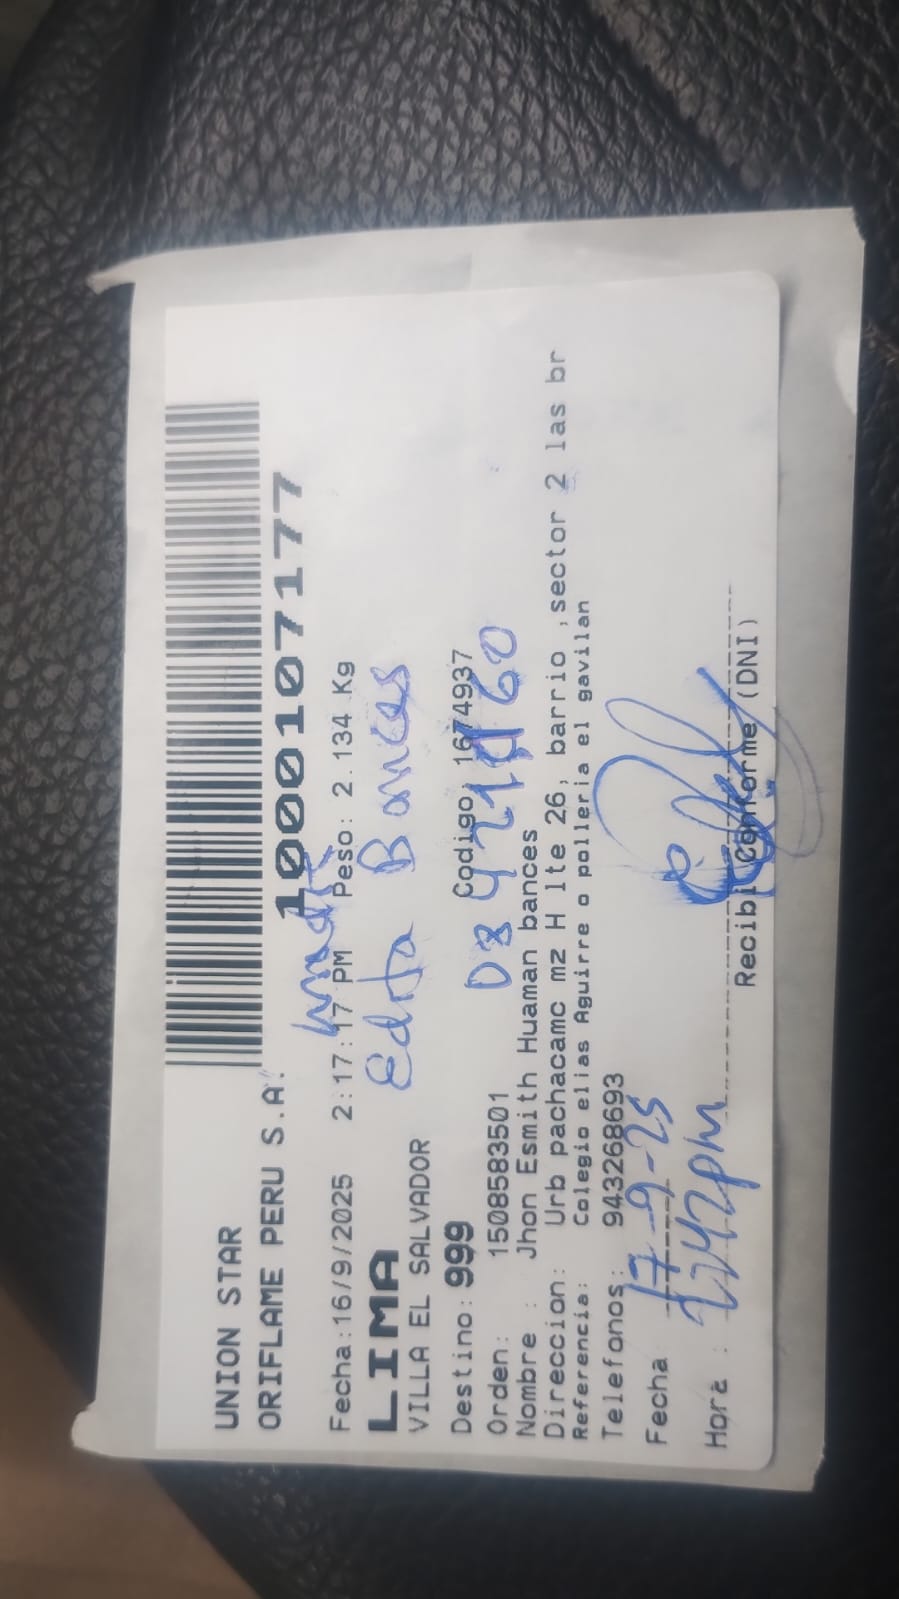 UNION STAR
ORIFLAME PERU S.A.
1000107177
Fecha:16/9/2025 2:17:17 PM Peso: 2.134 Kg
LIMA
Edita Bances
VILLA EL SALVADOR
Destino: 999 Codigo, 1674937
Orden: 1508583501
Nombre : Jhon Esmith Huaman bances
Direccion: Urb pachacamc mz H lte 26, barrio ,sector 2 las br
Referencia: Colegio elias Aguirre o polleria el gavilan
Telefonos: 943268693
Fecha 17-9-25
Hora : 2:42pm
Recibi Conforme (DNI)